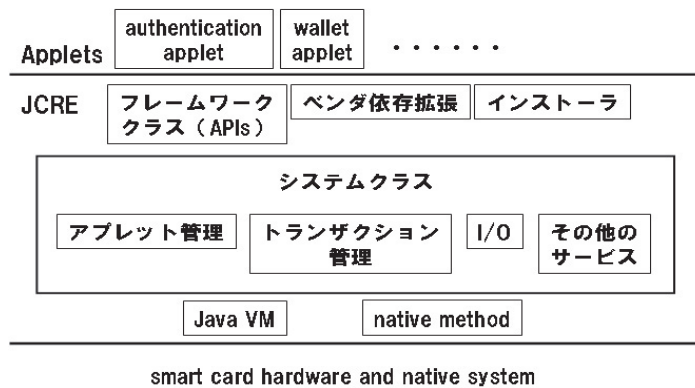 Applets
authentication
applet
wallet
applet
・・・・・・
JCRE
フレームワーク
クラス（APIs）
ベンダ依存拡張
インストーラ
システムクラス
アプレット管理
トランザクション
管理
I/O
その他の
サービス
Java VM
native method
smart card hardware and native system